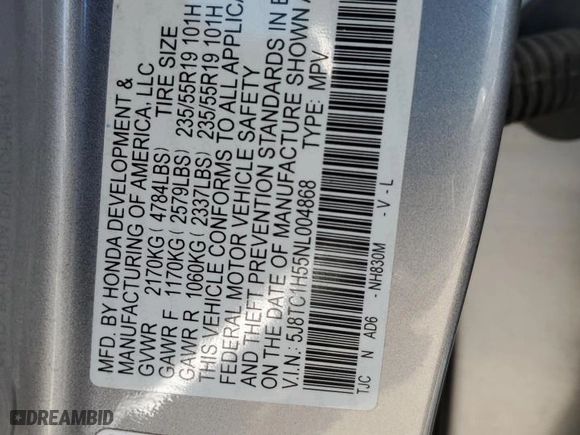 MFD. BY HONDA DEVELOPMENT &
MANUFACTURING OF AMERICA, LLC
GVWR 2170KG ( 4784LBS) TIRE SIZE
GAWR F 1170KG ( 2579LBS) 235/55R19 101H
GAWR R 1060KG ( 2337LBS) 235/55R19 101H
THIS VEHICLE CONFORMS TO ALL APPLICA
FEDERAL MOTOR VEHICLE SAFETY
AND THEFT PREVENTION STANDARDS IN E
ON THE DATE OF MANUFACTURE SHOWN A
V.I.N.: 5J8TC1H55NL004868 TYPE: MPV
TJC N AD6 - NH830M - V - L
DREAMBID